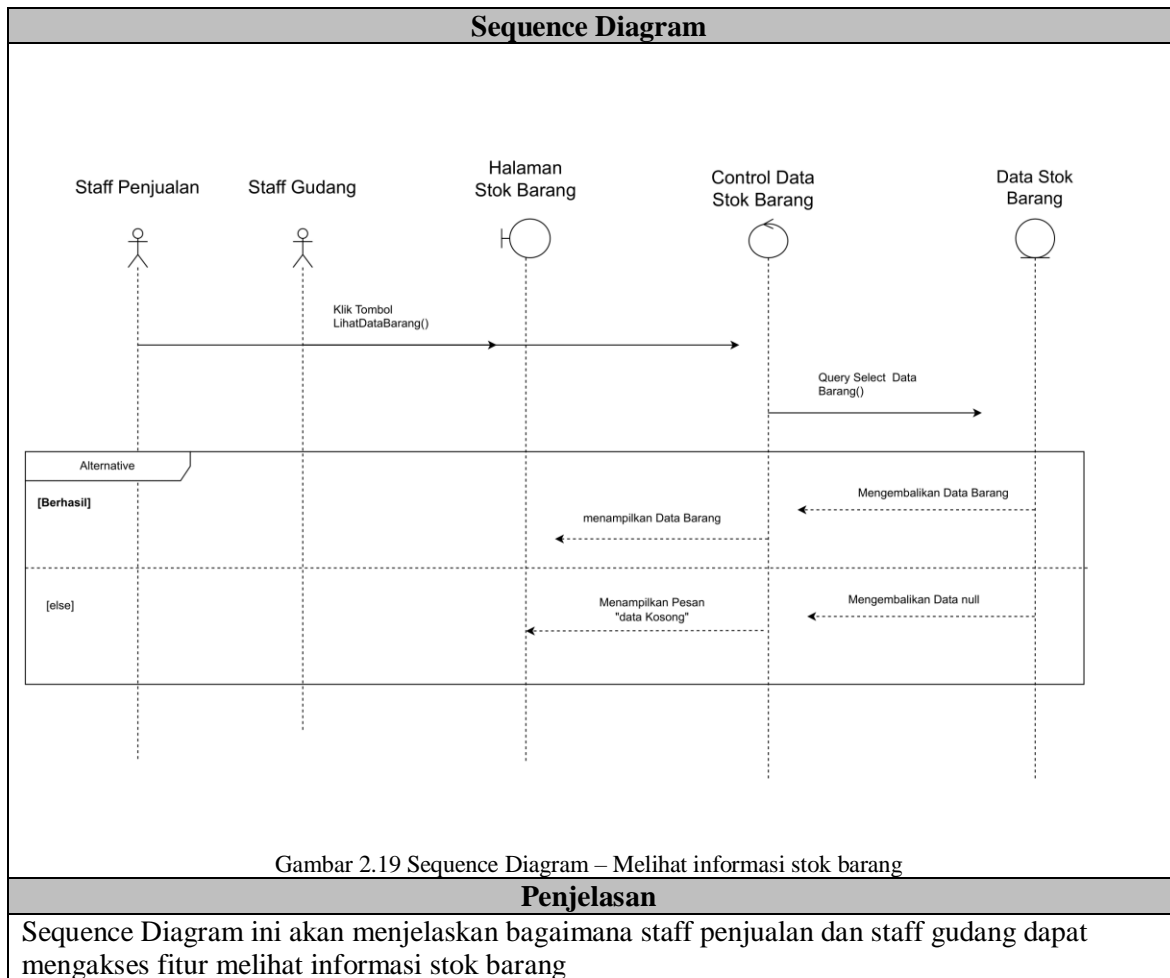 Sequence Diagram
Staff Penjualan
Staff Gudang
Halaman
Stok Barang
Control Data
Stok Barang
Data Stok
Barang
Klik Tombol
LihatDataBarang()
Query Select Data
Barang()
Alternative
[Berhasil]
Mengembalikan Data Barang
menampilkan Data Barang
[else]
Menampilkan Pesan
"data Kosong"
Mengembalikan Data null
Gambar 2.19 Sequence Diagram – Melihat informasi stok barang
Penjelasan
Sequence Diagram ini akan menjelaskan bagaimana staff penjualan dan staff gudang dapat
mengakses fitur melihat informasi stok barang